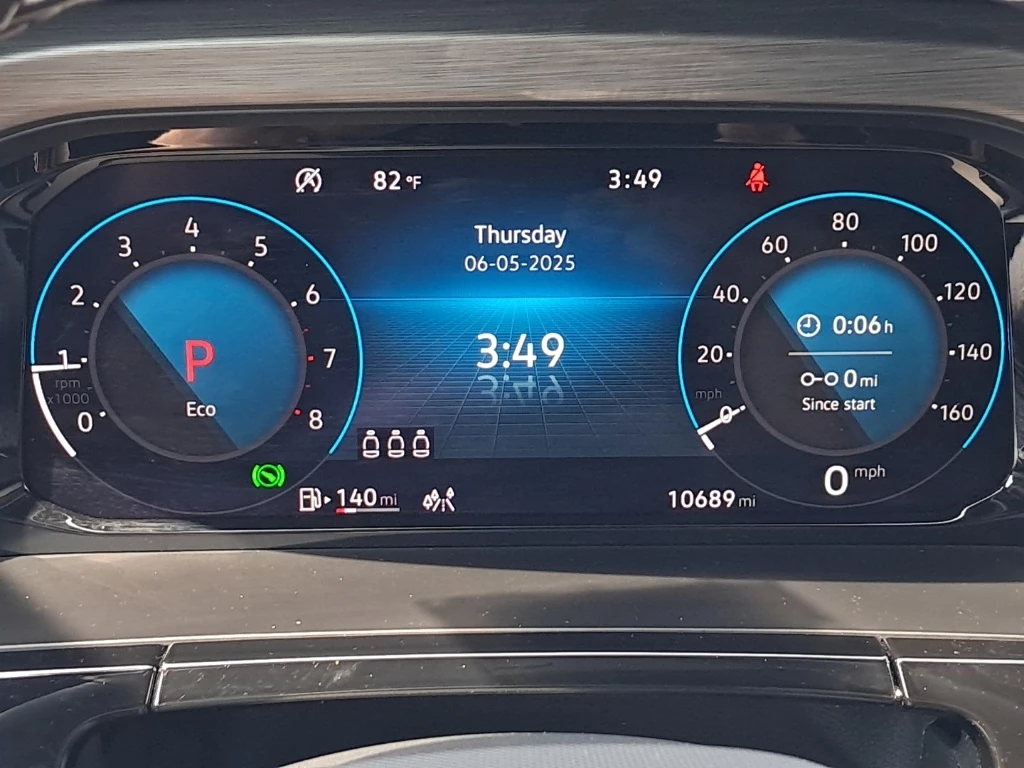 82 °F
3:49
Thursday
06-05-2025
3:49
0
1
2
3
4
5
6
7
8
rpm
x1000
P
Eco
0
20
40
60
80
100
120
140
160
mph
0:06 h
0 mi
Since start
0 mph
140 mi
10689 mi